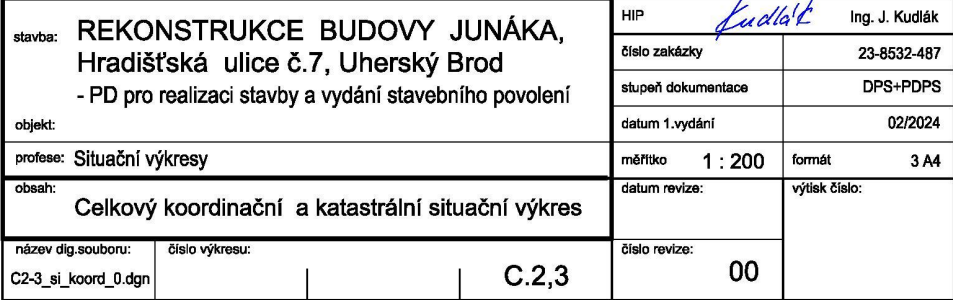 stavba: REKONSTRUKCE BUDOVY JUNÁKA,
Hradišťská ulice č.7, Uherský Brod
- PD pro realizaci stavby a vydání stavebního povolení
objekt:
profese: Situační výkresy
obsah:
Celkový koordinační a katastrální situační výkres
název dig.souboru:
C2-3_si_koord_0.dgn
číslo výkresu:
C.2,3
HIP Kudlák Ing. J. Kudlák
číslo zakázky 23-8532-487
stupeň dokumentace DPS+PDPS
datum 1.vydání 02/2024
měřítko 1 : 200 formát 3 A4
datum revize: výtisk číslo:
číslo revize:
00